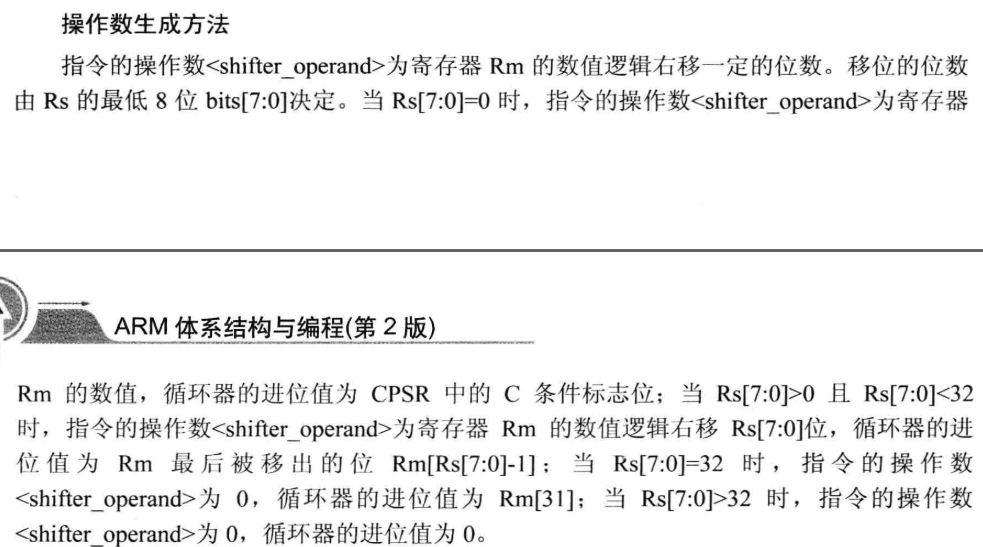 操作数生成方法
指令的操作数<shifter_operand>为寄存器 Rm 的数值逻辑右移一定的位数。移位的位数
由 Rs 的最低 8 位 bits[7:0]决定。当 Rs[7:0]=0 时，指令的操作数<shifter_operand>为寄存器
ARM 体系结构与编程(第 2 版)
Rm 的数值，循环器的进位值为 CPSR 中的 C 条件标志位；当 Rs[7:0]>0 且 Rs[7:0]<32
时，指令的操作数<shifter_operand>为寄存器 Rm 的数值逻辑右移 Rs[7:0]位，循环器的进
位值为 Rm 最后被移出的位 Rm[Rs[7:0]-1]；当 Rs[7:0]=32 时，指令的操作数
<shifter_operand>为 0，循环器的进位值为 Rm[31]；当 Rs[7:0]>32 时，指令的操作数
<shifter_operand>为 0，循环器的进位值为 0。